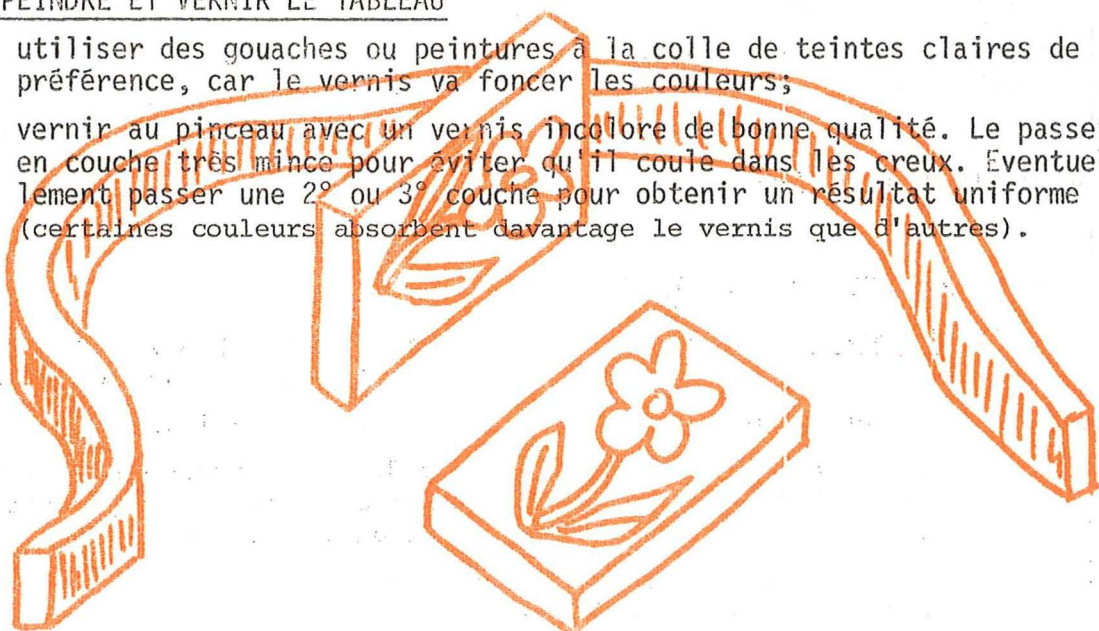 PEINDRE ET VERNIR LE TABLEAU
utiliser des gouaches ou peintures à la colle de teintes claires de
préférence, car le vernis va foncer les couleurs;
vernir au pinceau avec un vernis incolore de bonne qualité. Le passe
en couche très mince pour éviter qu'il coule dans les creux. Eventue
lement passer une 2° ou 3° couche pour obtenir un résultat uniforme
(certaines couleurs absorbent davantage le vernis que d'autres).